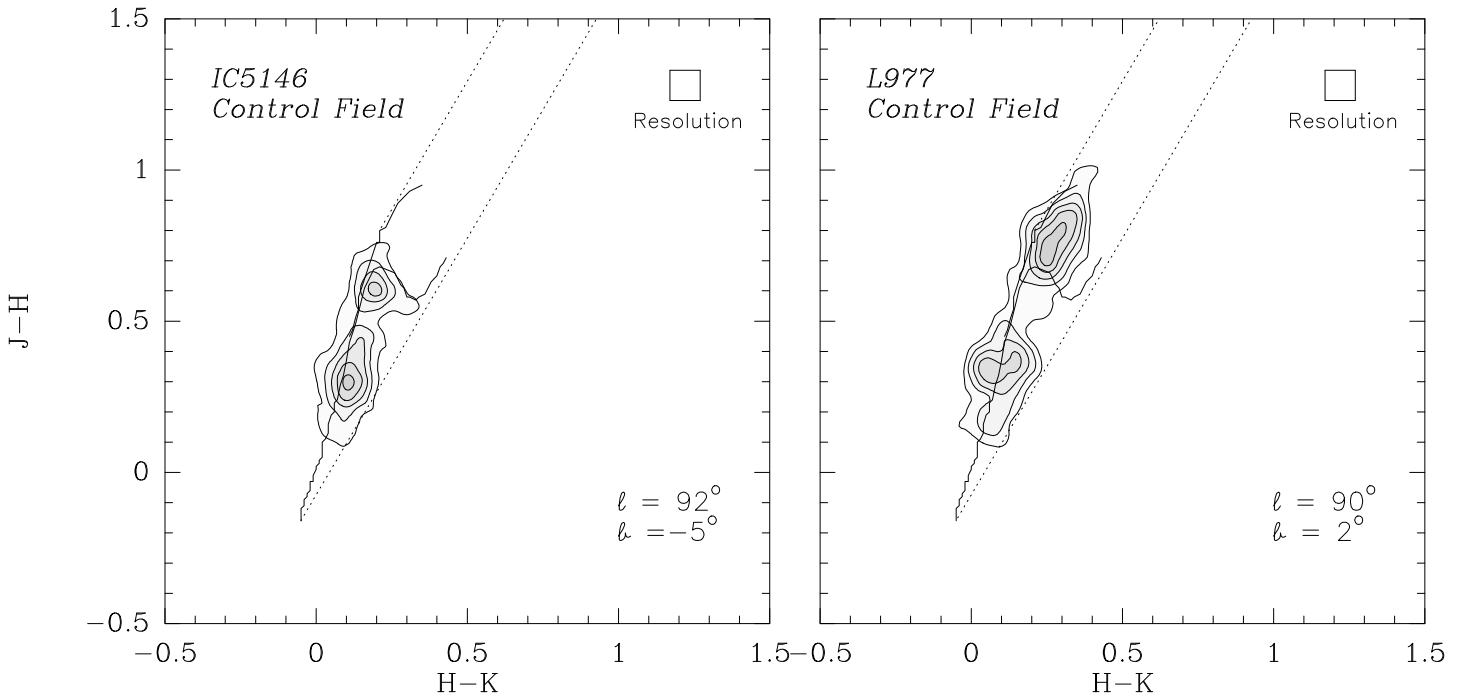 1.5
1
0.5
0
−0.5
J−H
IC5146
Control Field
Resolution
ℓ = 92°
b =−5°
−0.5 0 0.5 1 1.5
H−K
L977
Control Field
Resolution
ℓ = 90°
b = 2°
−0.5 0 0.5 1 1.5
H−K